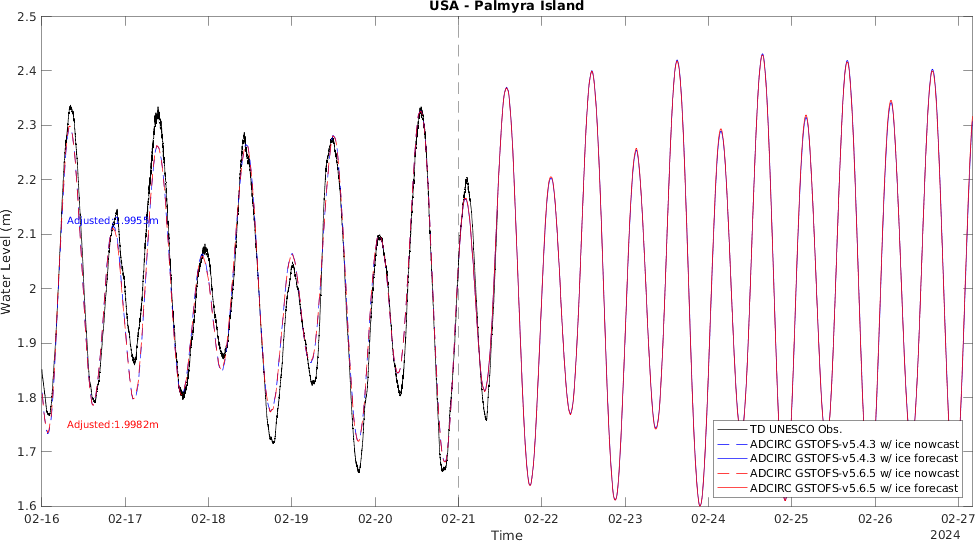 USA - Palmyra Island
2.5
2.4
2.3
2.2
2.1
2
1.9
1.8
1.7
1.6
Water Level (m)
Adjusted:1.9955m
Adjusted:1.9982m
TD UNESCO Obs.
ADCIRC GSTOFS-v5.4.3 w/ ice nowcast
ADCIRC GSTOFS-v5.4.3 w/ ice forecast
ADCIRC GSTOFS-v5.6.5 w/ ice nowcast
ADCIRC GSTOFS-v5.6.5 w/ ice forecast
02-16 02-17 02-18 02-19 02-20 02-21 02-22 02-23 02-24 02-25 02-26 02-27
Time
2024